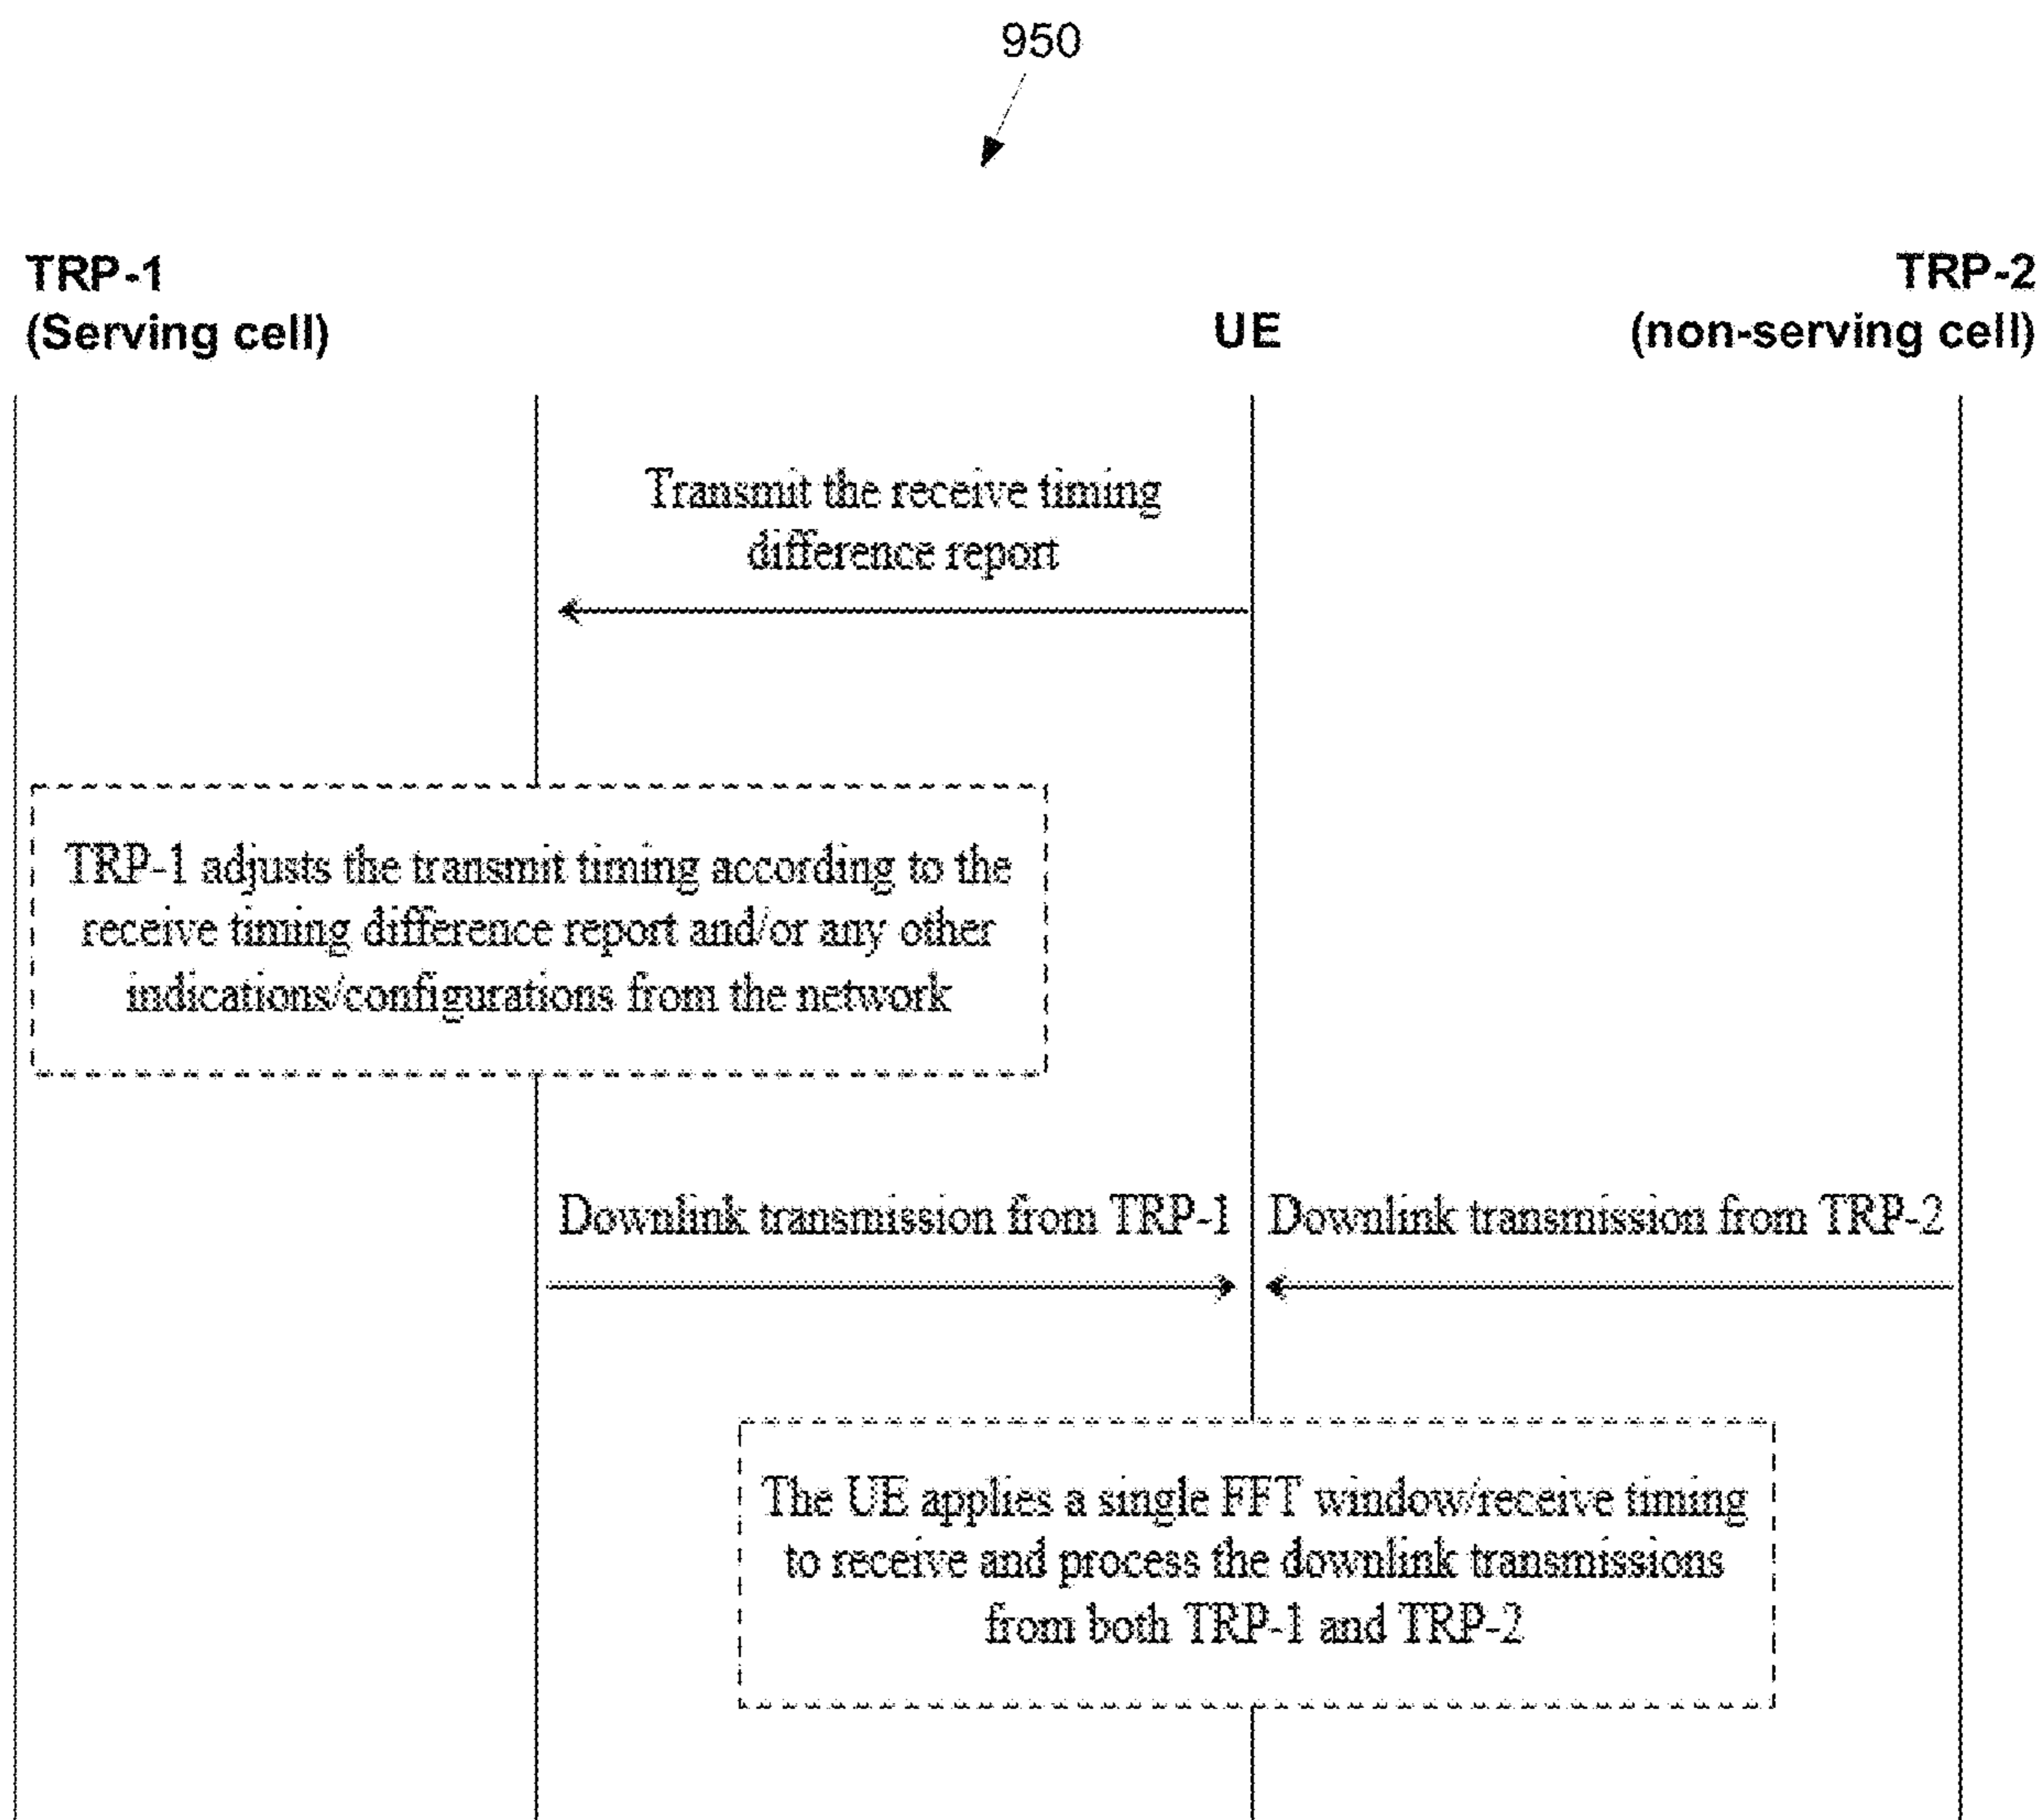 950
TRP-1
(Serving cell)
UE
TRP-2
(non-serving cell)
Transmit the receive timing
difference report
TRP-1 adjusts the transmit timing according to the
receive timing difference report and/or any other
indications/configurations from the network
Downlink transmission from TRP-1
Downlink transmission from TRP-2
The UE applies a single FFT window/receive timing
to receive and process the downlink transmissions
from both TRP-1 and TRP-2